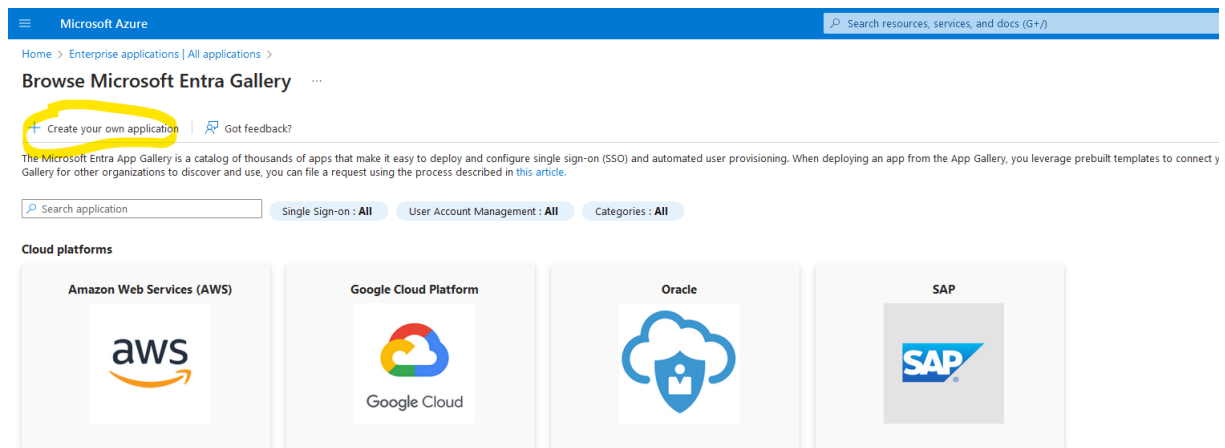 Microsoft Azure
Search resources, services, and docs (G+/)
Home > Enterprise applications | All applications >
Browse Microsoft Entra Gallery ...
+ Create your own application
Got feedback?
The Microsoft Entra App Gallery is a catalog of thousands of apps that make it easy to deploy and configure single sign-on (SSO) and automated user provisioning. When deploying an app from the App Gallery, you leverage prebuilt templates to connect y
Gallery for other organizations to discover and use, you can file a request using the process described in this article.
Search application
Single Sign-on : All
User Account Management : All
Categories : All
Cloud platforms
Amazon Web Services (AWS)
Google Cloud Platform
Oracle
SAP
aws
Google Cloud
SAP